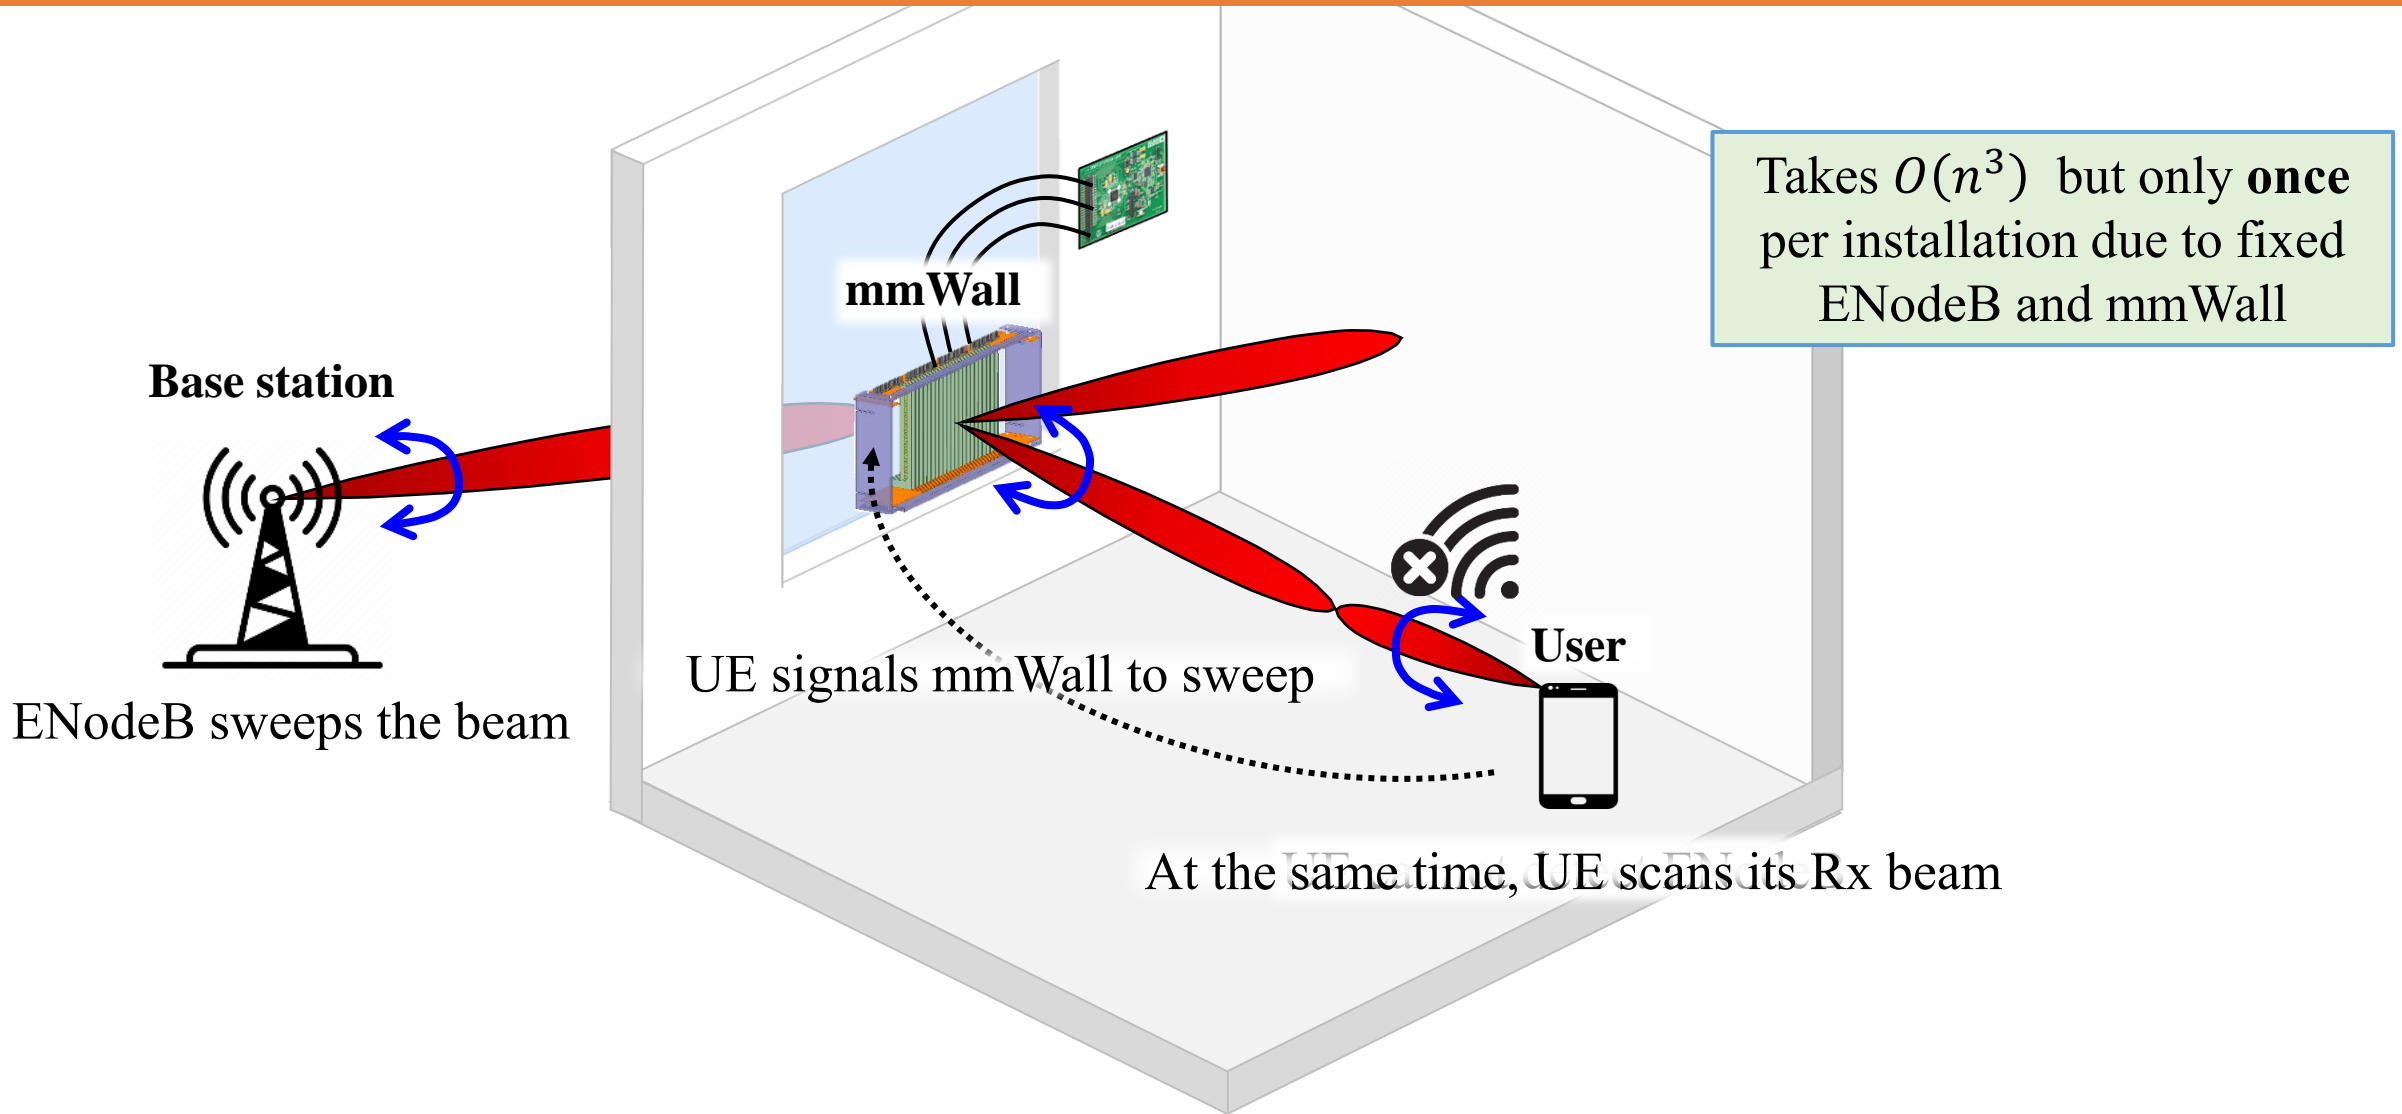 Takes O(n³) but only once
per installation due to fixed
ENodeB and mmWall
mmWall
Base station
User
UE signals mmWall to sweep
ENodeB sweeps the beam
At the same time, UE scans its Rx beam